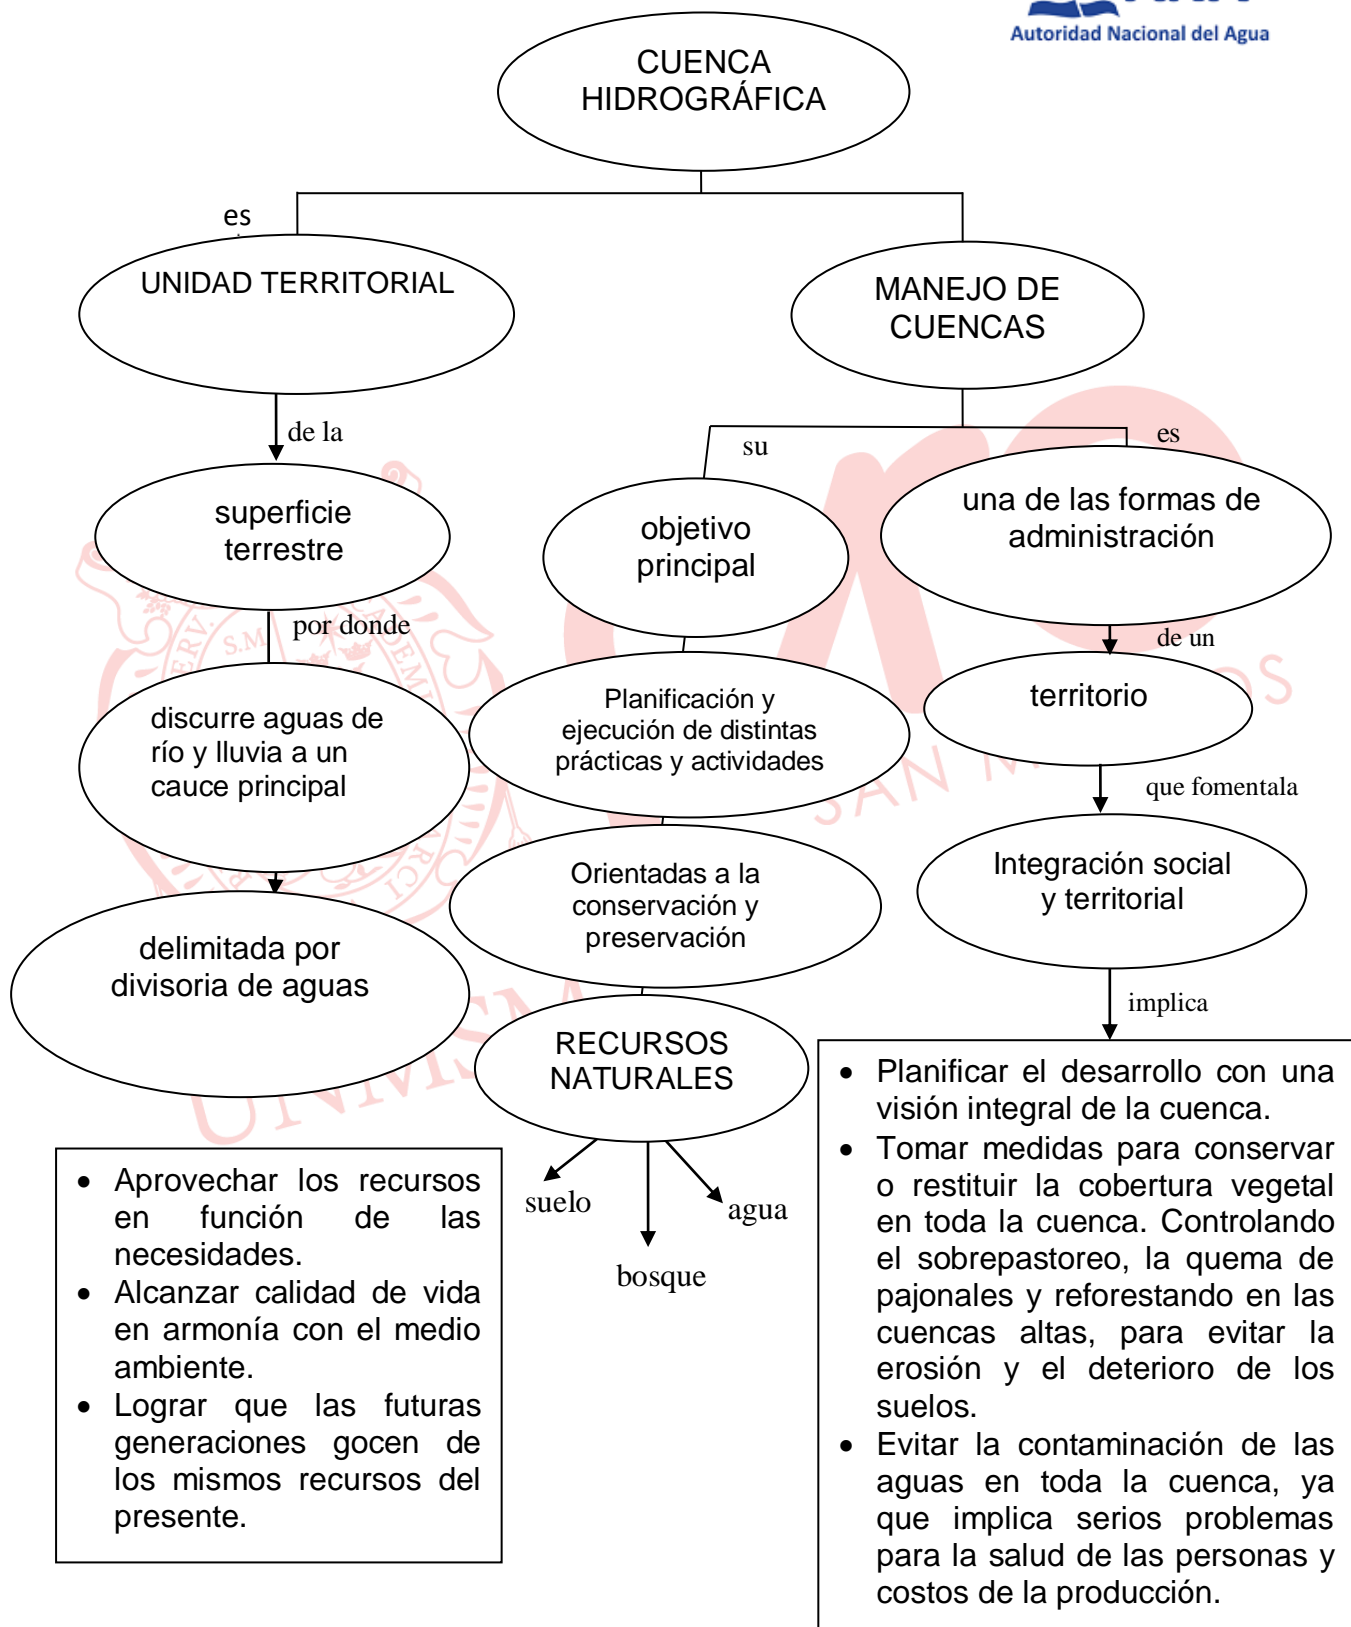 Autoridad Nacional del Agua
CUENCA
HIDROGRÁFICA
es
UNIDAD TERRITORIAL
MANEJO DE
CUENCAS
de la
su
es
superficie
terrestre
objetivo
principal
una de las formas de
administración
por donde
de un
discurre aguas de
río y lluvia a un
cauce principal
Planificación y
ejecución de distintas
prácticas y actividades
territorio
que fomentala
delimitada por
divisoria de aguas
Orientadas a la
conservación y
preservación
Integración social
y territorial
implica
RECURSOS
NATURALES
suelo
bosque
agua
• Aprovechar los recursos
en función de las
necesidades.
• Alcanzar calidad de vida
en armonía con el medio
ambiente.
• Lograr que las futuras
generaciones gocen de
los mismos recursos del
presente.
• Planificar el desarrollo con una
visión integral de la cuenca.
• Tomar medidas para conservar
o restituir la cobertura vegetal
en toda la cuenca. Controlando
el sobrepastoreo, la quema de
pajonales y reforestando en las
cuencas altas, para evitar la
erosión y el deterioro de los
suelos.
• Evitar la contaminación de las
aguas en toda la cuenca, ya
que implica serios problemas
para la salud de las personas y
costos de la producción.
S.M
SAN M
OS
UNMSM